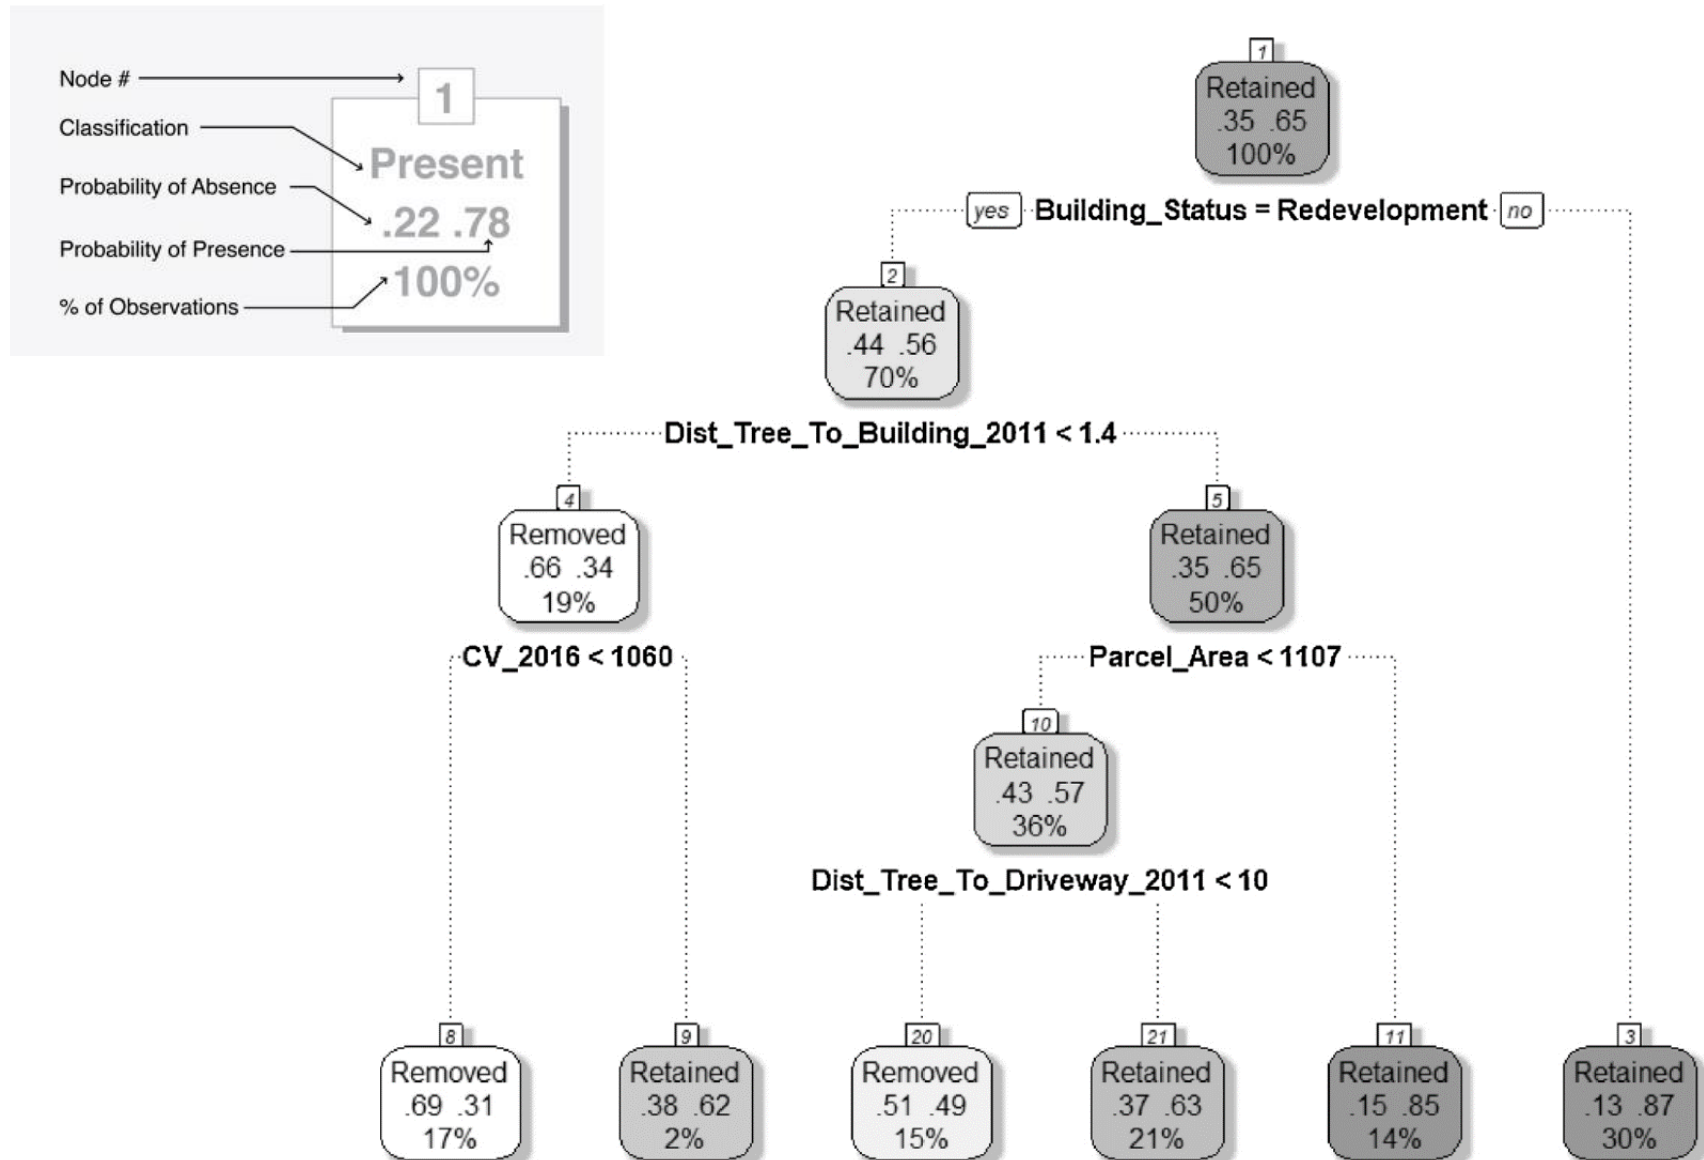 Node #
Classification
Probability of Absence
Probability of Presence
% of Observations
1
Present
.22 .78
100%
1
Retained
.35 .65
100%
yes Building_Status = Redevelopment no
2
Retained
.44 .56
70%
Dist_Tree_To_Building_2011 < 1.4
4
Removed
.66 .34
19%
5
Retained
.35 .65
50%
CV_2016 < 1060
Parcel_Area < 1107
10
Retained
.43 .57
36%
Dist_Tree_To_Driveway_2011 < 10
8
Removed
.69 .31
17%
9
Retained
.38 .62
2%
20
Removed
.51 .49
15%
21
Retained
.37 .63
21%
11
Retained
.15 .85
14%
3
Retained
.13 .87
30%